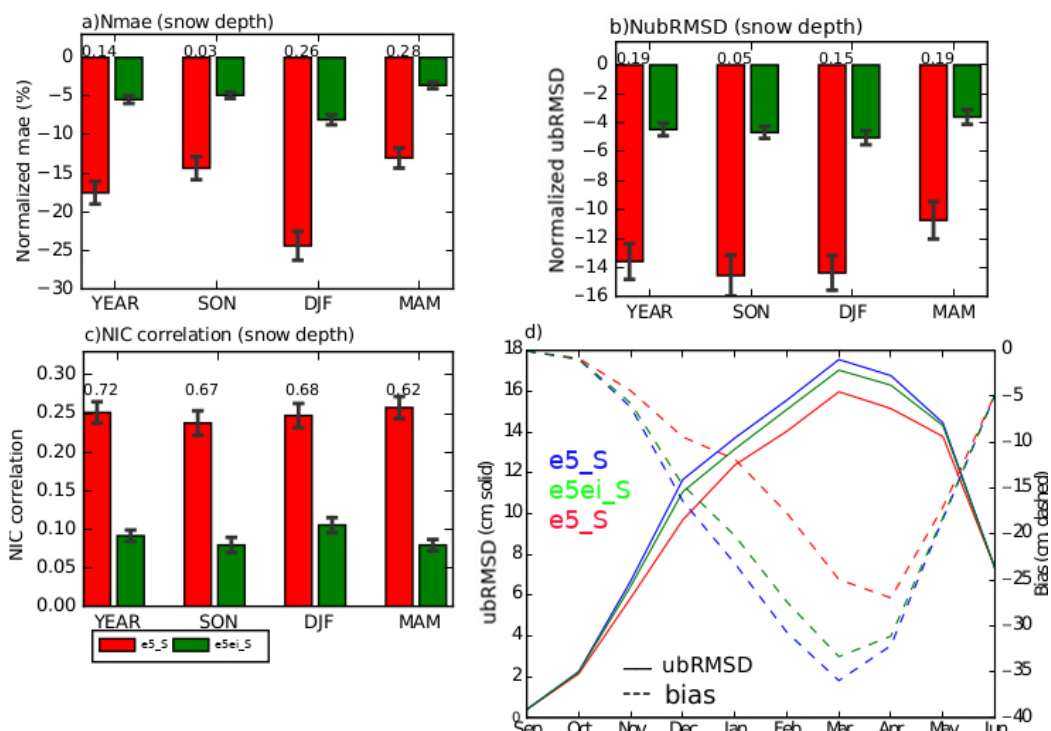 a)Nmae (snow depth)
0.14 0.03 0.26 0.28
0
−5
−10
−15
−20
−25
−30
Normalized mae (%)
YEAR SON DJF MAM
b)NubRMSD (snow depth)
0.19 0.05 0.15 0.19
0
−2
−4
−6
−8
−10
−12
−14
−16
Normalized ubRMSD
YEAR SON DJF MAM
c)NIC correlation (snow depth)
0.72 0.67 0.68 0.62
0.30
0.25
0.20
0.15
0.10
0.05
0.00
NIC correlation
YEAR SON DJF MAM
e5_S e5ei_S
d)
18
16
14
12
10
8
6
4
2
0
ubRMSD (cm solid)
e5_S
e5ei_S
e5_S
ubRMSD
bias
0
−5
−10
−15
−20
−25
−30
−35
−40
Bias (cm, dashed)
Sep Oct Nov Dec Jan Feb Mar Apr May Jun